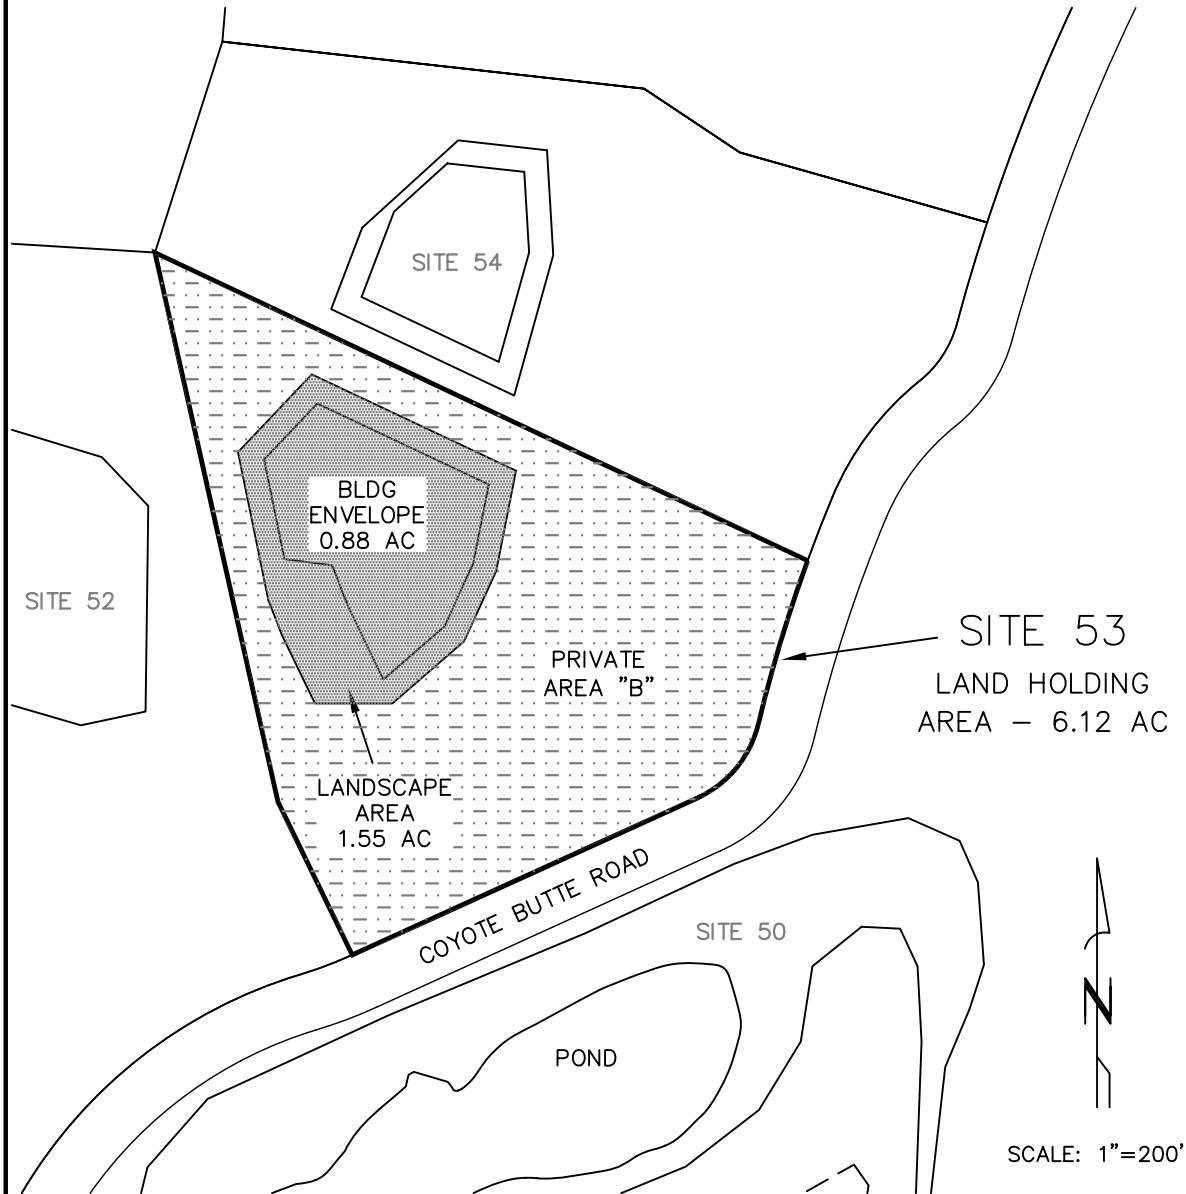 SITE 54
BLDG
ENVELOPE
0.88 AC
SITE 52
PRIVATE
AREA "B"
SITE 53
LAND HOLDING
AREA – 6.12 AC
LANDSCAPE
AREA
1.55 AC
COYOTE BUTTE ROAD
SITE 50
POND
N
SCALE: 1"=200'